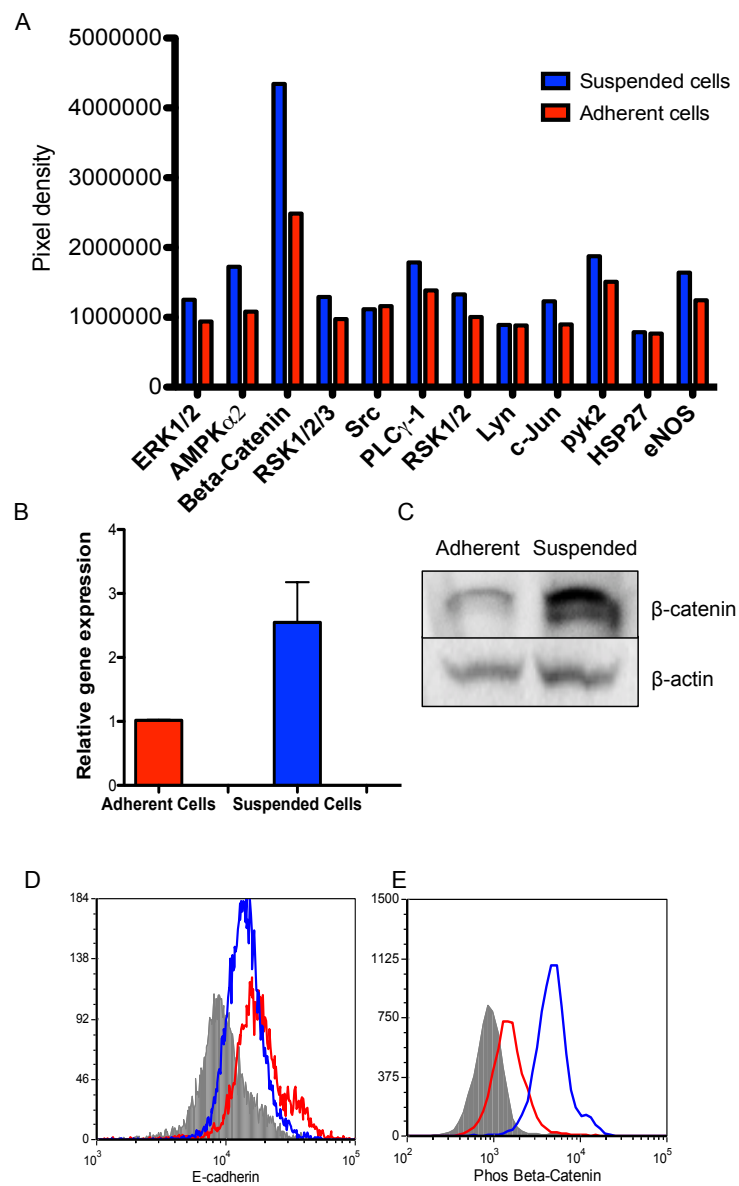 A
5000000
4000000
3000000
2000000
1000000
0
Pixel density
Suspended cells
Adherent cells
ERK1/2
AMPKα2
Beta-Catenin
RSK1/2/3
Src
PLCγ-1
RSK1/2
Lyn
c-Jun
pyk2
HSP27
eNOS
B
4
3
2
1
0
Relative gene expression
Adherent Cells
Suspended Cells
C
Adherent Suspended
β-catenin
β-actin
D
184
138
92
46
0
10³ 10⁴ 10⁵
E-cadherin
E
1500
1125
750
375
0
10² 10³ 10⁴ 10⁵
Phos Beta-Catenin